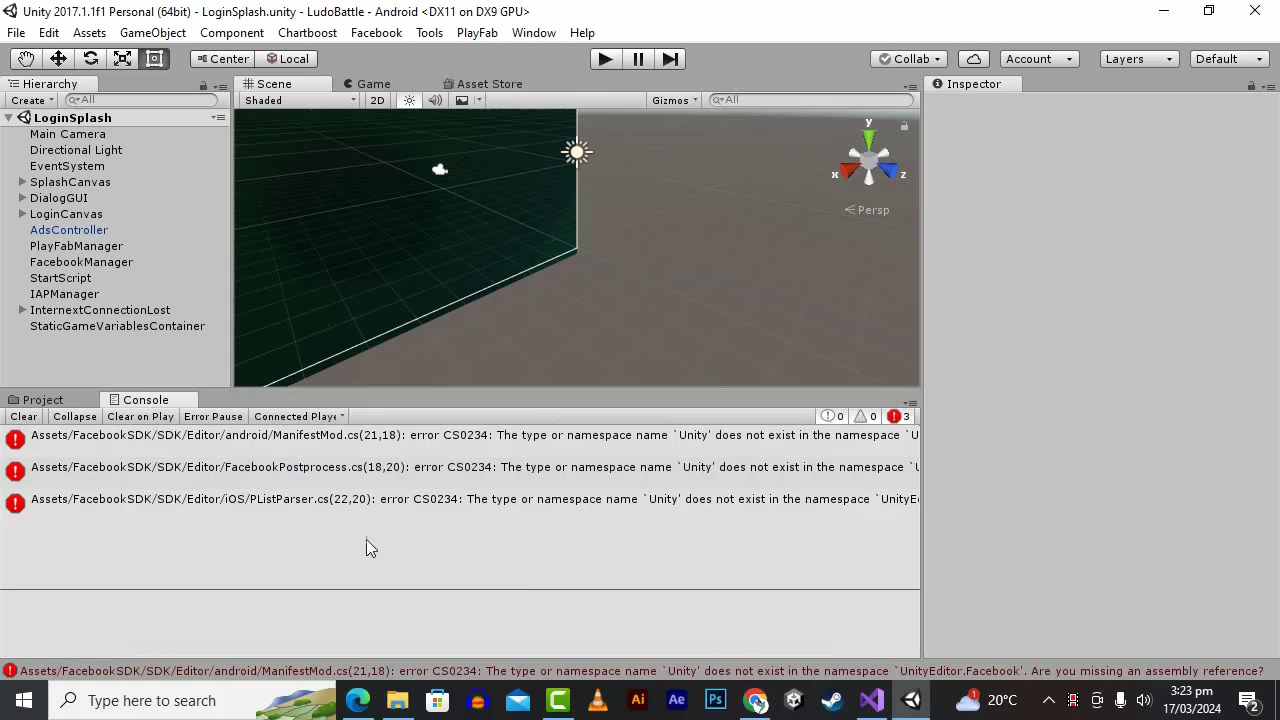 Unity 2017.1.1f1 Personal (64bit) - LoginSplash.unity - LudoBattle - Android <DX11 on DX9 GPU>
File Edit Assets GameObject Component Chartboost Facebook Tools PlayFab Window Help
Center Local Collab Account Layers Default
Hierarchy Scene Game Asset Store Inspector
Create All Shaded 2D Gizmos All
LoginSplash
Main Camera
Directional Light
EventSystem
SplashCanvas
DialogGUI
LoginCanvas
AdsController
PlayFabManager
FacebookManager
StartScript
IAPManager
InternextConnectionLost
StaticGameVariablesContainer
y
x z
Persp
Project Console
Clear Collapse Clear on Play Error Pause Connected Playe 0 0 3
Assets/FacebookSDK/SDK/Editor/android/ManifestMod.cs(21,18): error CS0234: The type or namespace name `Unity' does not exist in the namespace `U
Assets/FacebookSDK/SDK/Editor/FacebookPostprocess.cs(18,20): error CS0234: The type or namespace name `Unity' does not exist in the namespace `U
Assets/FacebookSDK/SDK/Editor/iOS/PListParser.cs(22,20): error CS0234: The type or namespace name `Unity' does not exist in the namespace `UnityE
Assets/FacebookSDK/SDK/Editor/android/ManifestMod.cs(21,18): error CS0234: The type or namespace name `Unity' does not exist in the namespace `UnityEditor.Facebook'. Are you missing an assembly reference?
Type here to search Ai Ae Ps 1 20°C 3:23 pm
17/03/2024 2